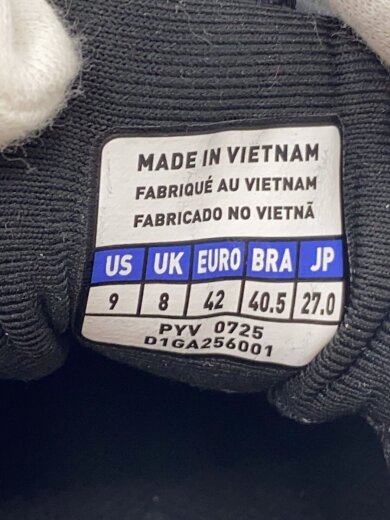 MADE IN VIETNAM
FABRIQUÉ AU VIETNAM
FABRICADO NO VIETNÃ
US UK EURO BRA JP
9 8 42 40.5 27.0
PYV 0725
D1GA256001